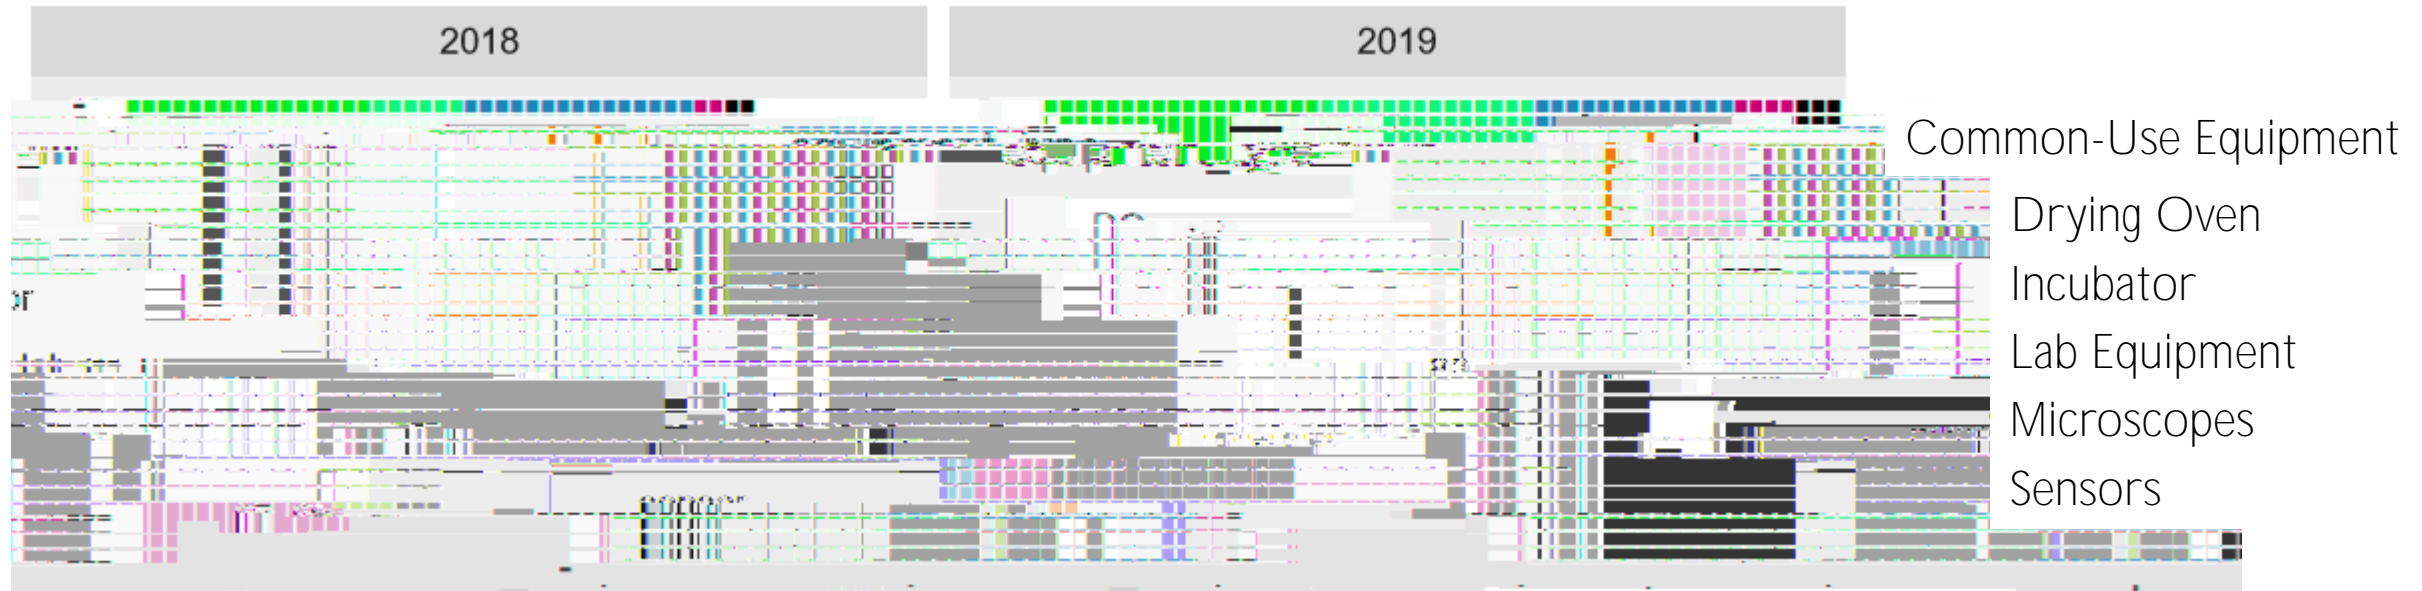 2018
2019
Common-Use Equipment
Drying Oven
Incubator
Lab Equipment
Microscopes
Sensors